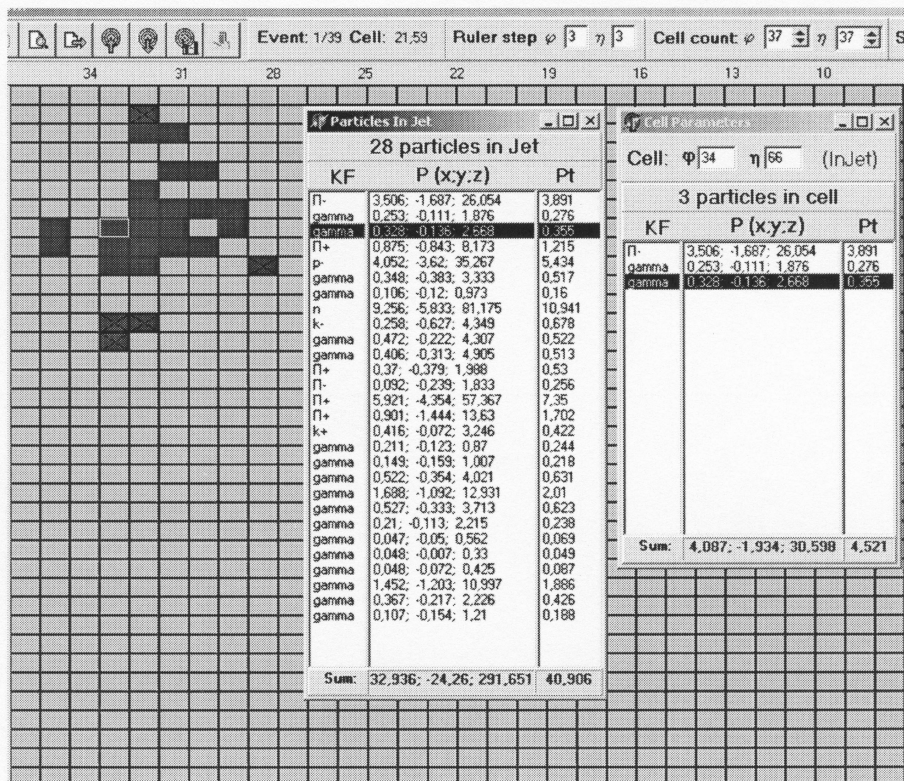 Event: 1/39 Cell: 21,59 Ruler step φ 3 η 3 Cell count: φ 37 η 37 S
34 31 28 25 22 19 16 13 10
Particles In Jet
28 particles in Jet
KF P (x;y;z) Pt
Π- 3,506; -1,687; 26,054 3,891
gamma 0,253; -0,111; 1,876 0,276
gamma 0,328; -0,136; 2,668 0,355
Π+ 0,875; -0,843; 8,173 1,215
p- 4,052; -3,62; 35,267 5,434
gamma 0,348; -0,383; 3,333 0,517
gamma 0,106; -0,12; 0,973 0,16
n 9,256; -5,833; 81,175 10,941
k- 0,258; -0,627; 4,349 0,678
gamma 0,472; -0,222; 4,307 0,522
gamma 0,406; -0,313; 4,905 0,513
Π+ 0,37; -0,379; 1,988 0,53
Π- 0,092; -0,239; 1,833 0,256
Π+ 5,921; -4,354; 57,367 7,35
Π+ 0,901; -1,444; 13,63 1,702
k+ 0,416; -0,072; 3,246 0,422
gamma 0,211; -0,123; 0,87 0,244
gamma 0,149; -0,159; 1,007 0,218
gamma 0,522; -0,354; 4,021 0,631
gamma 1,688; -1,092; 12,931 2,01
gamma 0,527; -0,333; 3,713 0,623
gamma 0,21; -0,113; 2,215 0,238
gamma 0,047; -0,05; 0,562 0,069
gamma 0,048; -0,007; 0,33 0,049
gamma 0,048; -0,072; 0,425 0,087
gamma 1,452; -1,203; 10,997 1,886
gamma 0,367; -0,217; 2,226 0,426
gamma 0,107; -0,154; 1,21 0,188
Sum: 32,936; -24,26; 291,651 40,906
Cell Parameters
Cell: φ 34 η 66 (InJet)
3 particles in cell
KF P (x;y;z) Pt
Π- 3,506; -1,687; 26,054 3,891
gamma 0,253; -0,111; 1,876 0,276
gamma 0,328; -0,136; 2,668 0,355
Sum: 4,087; -1,934; 30,598 4,521